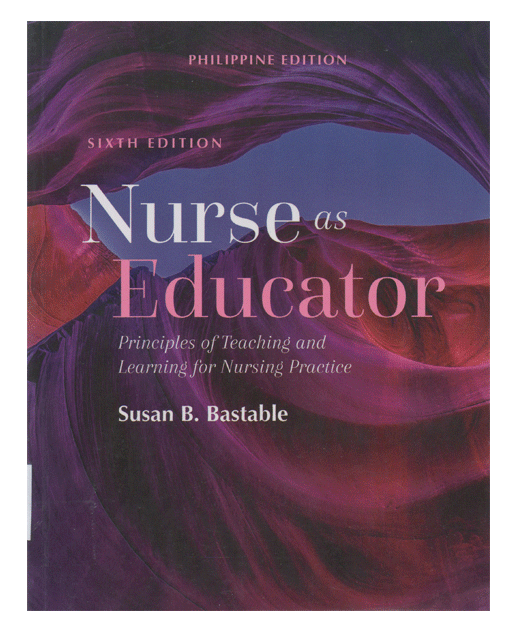 PHILIPPINE EDITION
SIXTH EDITION
Nurse as
Educator
Principles of Teaching and
Learning for Nursing Practice
Susan B. Bastable